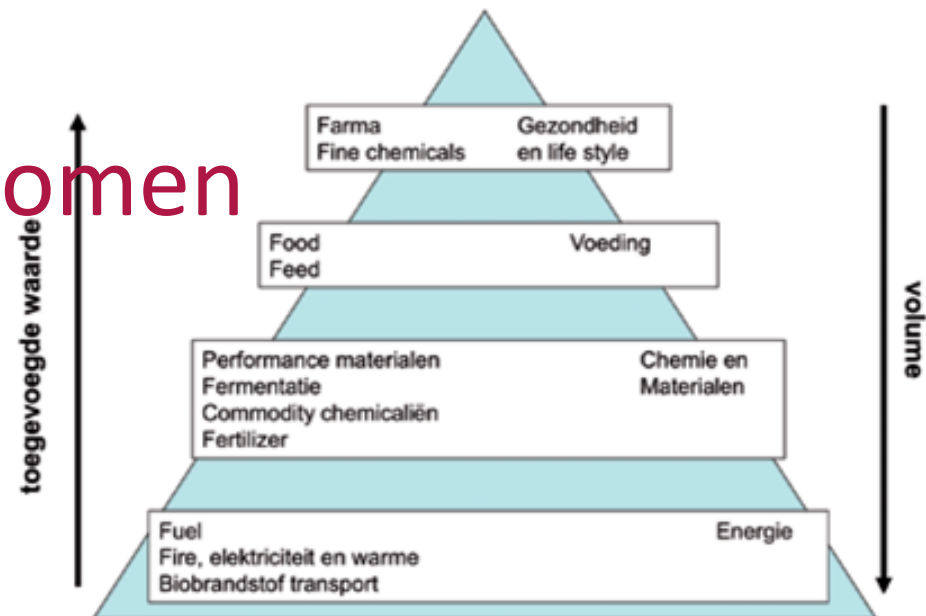 omen
toegevoegde waarde
Farma Gezondheid
Fine chemicals en life style
Food Voeding
Feed
Performance materialen Chemie en
Fermentatie Materialen
Commodity chemicaliën
Fertilizer
Fuel Energie
Fire, elektriciteit en warme
Biobrandstof transport
volume